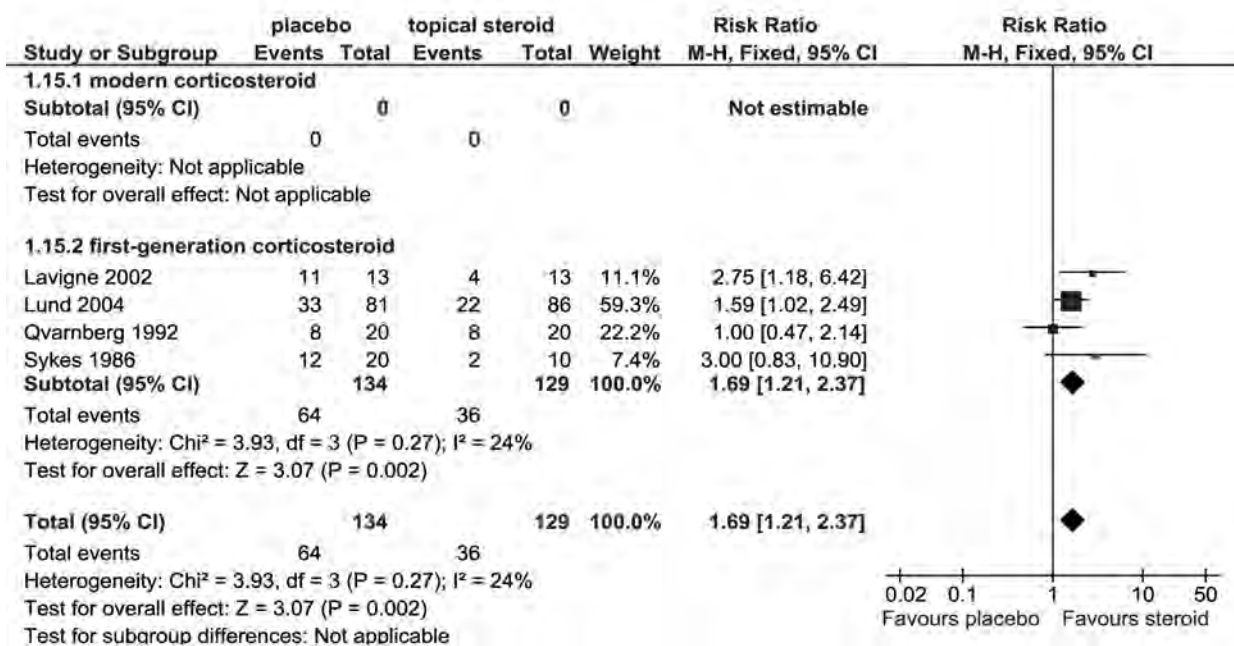 placebo topical steroid Risk Ratio Risk Ratio
Study or Subgroup Events Total Events Total Weight M-H, Fixed, 95% CI M-H, Fixed, 95% CI
1.15.1 modern corticosteroid
Subtotal (95% CI) 0 0 Not estimable
Total events 0 0
Heterogeneity: Not applicable
Test for overall effect: Not applicable
1.15.2 first-generation corticosteroid
Lavigne 2002 11 13 4 13 11.1% 2.75 [1.18, 6.42]
Lund 2004 33 81 22 86 59.3% 1.59 [1.02, 2.49]
Qvarnberg 1992 8 20 8 20 22.2% 1.00 [0.47, 2.14]
Sykes 1986 12 20 2 10 7.4% 3.00 [0.83, 10.90]
Subtotal (95% CI) 134 129 100.0% 1.69 [1.21, 2.37]
Total events 64 36
Heterogeneity: Chi² = 3.93, df = 3 (P = 0.27); I² = 24%
Test for overall effect: Z = 3.07 (P = 0.002)
Total (95% CI) 134 129 100.0% 1.69 [1.21, 2.37]
Total events 64 36
Heterogeneity: Chi² = 3.93, df = 3 (P = 0.27); I² = 24%
Test for overall effect: Z = 3.07 (P = 0.002)
Test for subgroup differences: Not applicable
0.02 0.1 1 10 50
Favours placebo Favours steroid